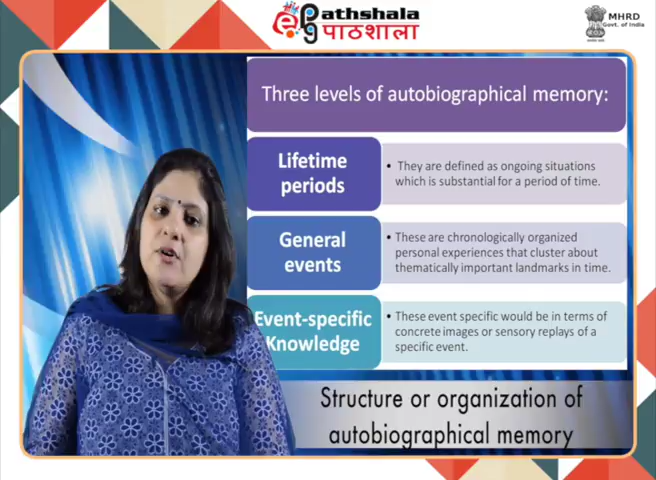 epathshala
पाठशाला
MHRD
Govt. of India
Three levels of autobiographical memory:
Lifetime
periods
• They are defined as ongoing situations
which is substantial for a period of time.
General
events
• These are chronologically organized
personal experiences that cluster about
thematically important landmarks in time.
Event-specific
Knowledge
• These event specific would be in terms of
concrete images or sensory replays of a
specific event.
Structure or organization of
autobiographical memory